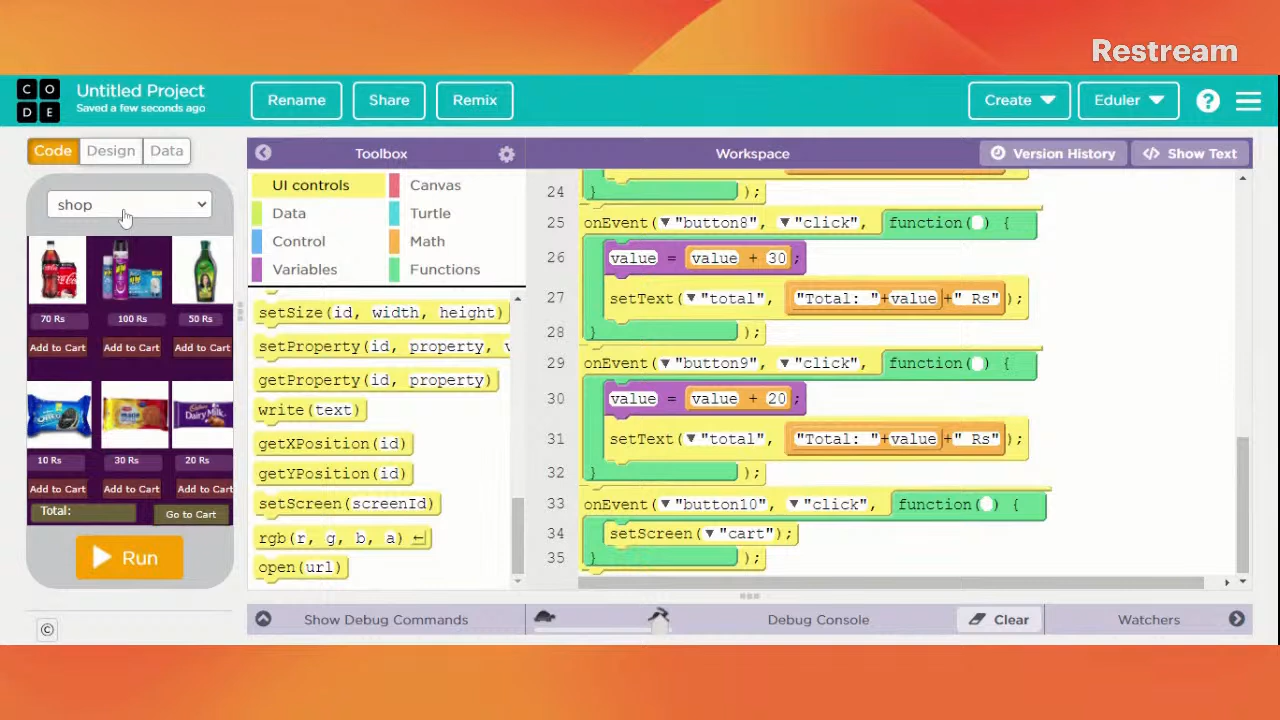 Restream
CODE
Untitled Project
Saved a few seconds ago
Rename
Share
Remix
Create
Eduler
?
Code
Design
Data
Toolbox
Workspace
Version History
Show Text
shop
70 Rs
100 Rs
50 Rs
Add to Cart
Add to Cart
Add to Cart
10 Rs
30 Rs
20 Rs
Add to Cart
Add to Cart
Add to Cart
Total:
Go to Cart
Run
©
UI controls
Canvas
Data
Turtle
Control
Math
Variables
Functions
setSize(id, width, height)
setProperty(id, property, v
getProperty(id, property)
write(text)
getXPosition(id)
getYPosition(id)
setScreen(screenId)
rgb(r, g, b, a)
open(url)
24 } );
25 onEvent(▼"button8", ▼"click", function( ) {
26 value = value + 30;
27 setText(▼"total", "Total: "+value+" Rs");
28 } );
29 onEvent(▼"button9", ▼"click", function( ) {
30 value = value + 20;
31 setText(▼"total", "Total: "+value+" Rs");
32 } );
33 onEvent(▼"button10", ▼"click", function( ) {
34 setScreen(▼"cart");
35 } );
Show Debug Commands
Debug Console
Clear
Watchers